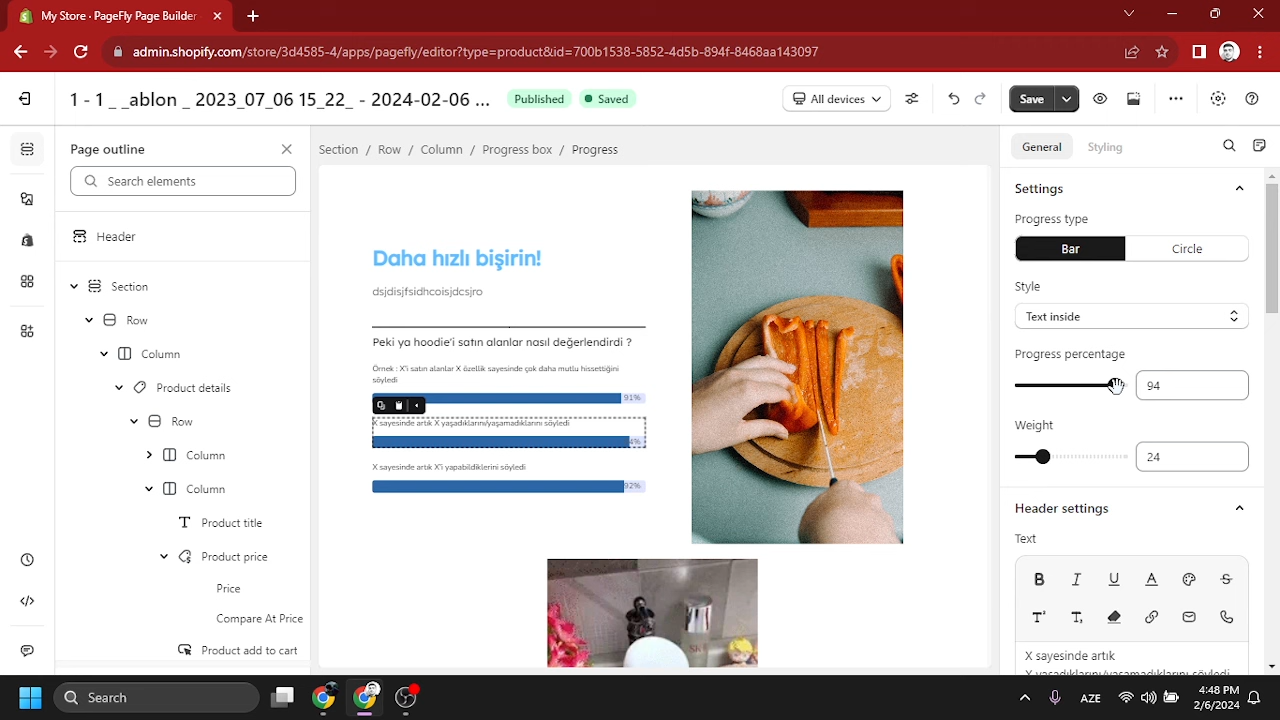 My Store · PageFly Page Builder
admin.shopify.com/store/3d4585-4/apps/pagefly/editor?type=product&id=700b1538-5852-4d5b-894f-8468aa143097
1 - 1 _ _ablon _ 2023_07_06 15_22_ - 2024-02-06 ...
Published
Saved
All devices
Save
Page outline
Search elements
Header
Section
Row
Column
Product details
Row
Column
Column
Product title
Product price
Price
Compare At Price
Product add to cart
Section / Row / Column / Progress box / Progress
Daha hızlı bişirin!
dsjdisjfsidhcoisjdcsjro
Peki ya hoodie'i satın alanlar nasıl değerlendirdi ?
Örnek : X'i satın alanlar X özellik sayesinde çok daha mutlu hissettiğini
söyledi
91%
X sayesinde artık X yaşadıklarını/yaşamadıklarını söyledi
4%
X sayesinde artık X'i yapabildiklerini söyledi
92%
General
Styling
Settings
Progress type
Bar
Circle
Style
Text inside
Progress percentage
94
Weight
24
Header settings
Text
X sayesinde artık
X yaşadıklarını/yaşamadıklarını söyledi
Search
AZE
4:48 PM
2/6/2024